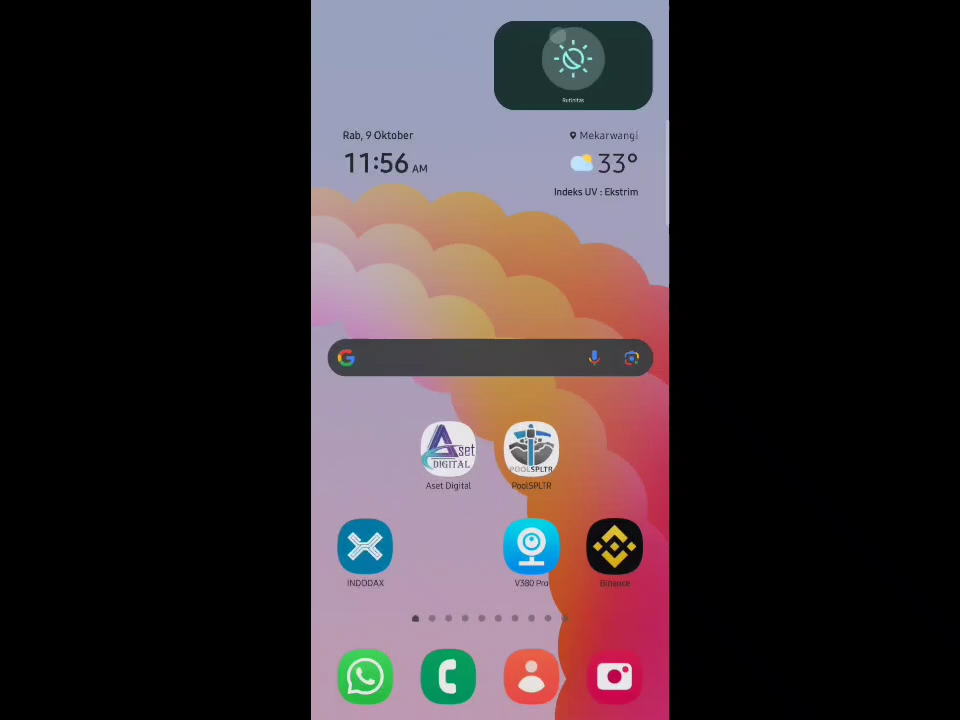 Rutinitas
Rab, 9 Oktober
Mekarwangi
11:56 AM
33°
Indeks UV : Ekstrim
Aset
DIGITAL
POOLSPLTR
Aset Digital
PoolSPLTR
INDODAX
V380 Pro
Binance